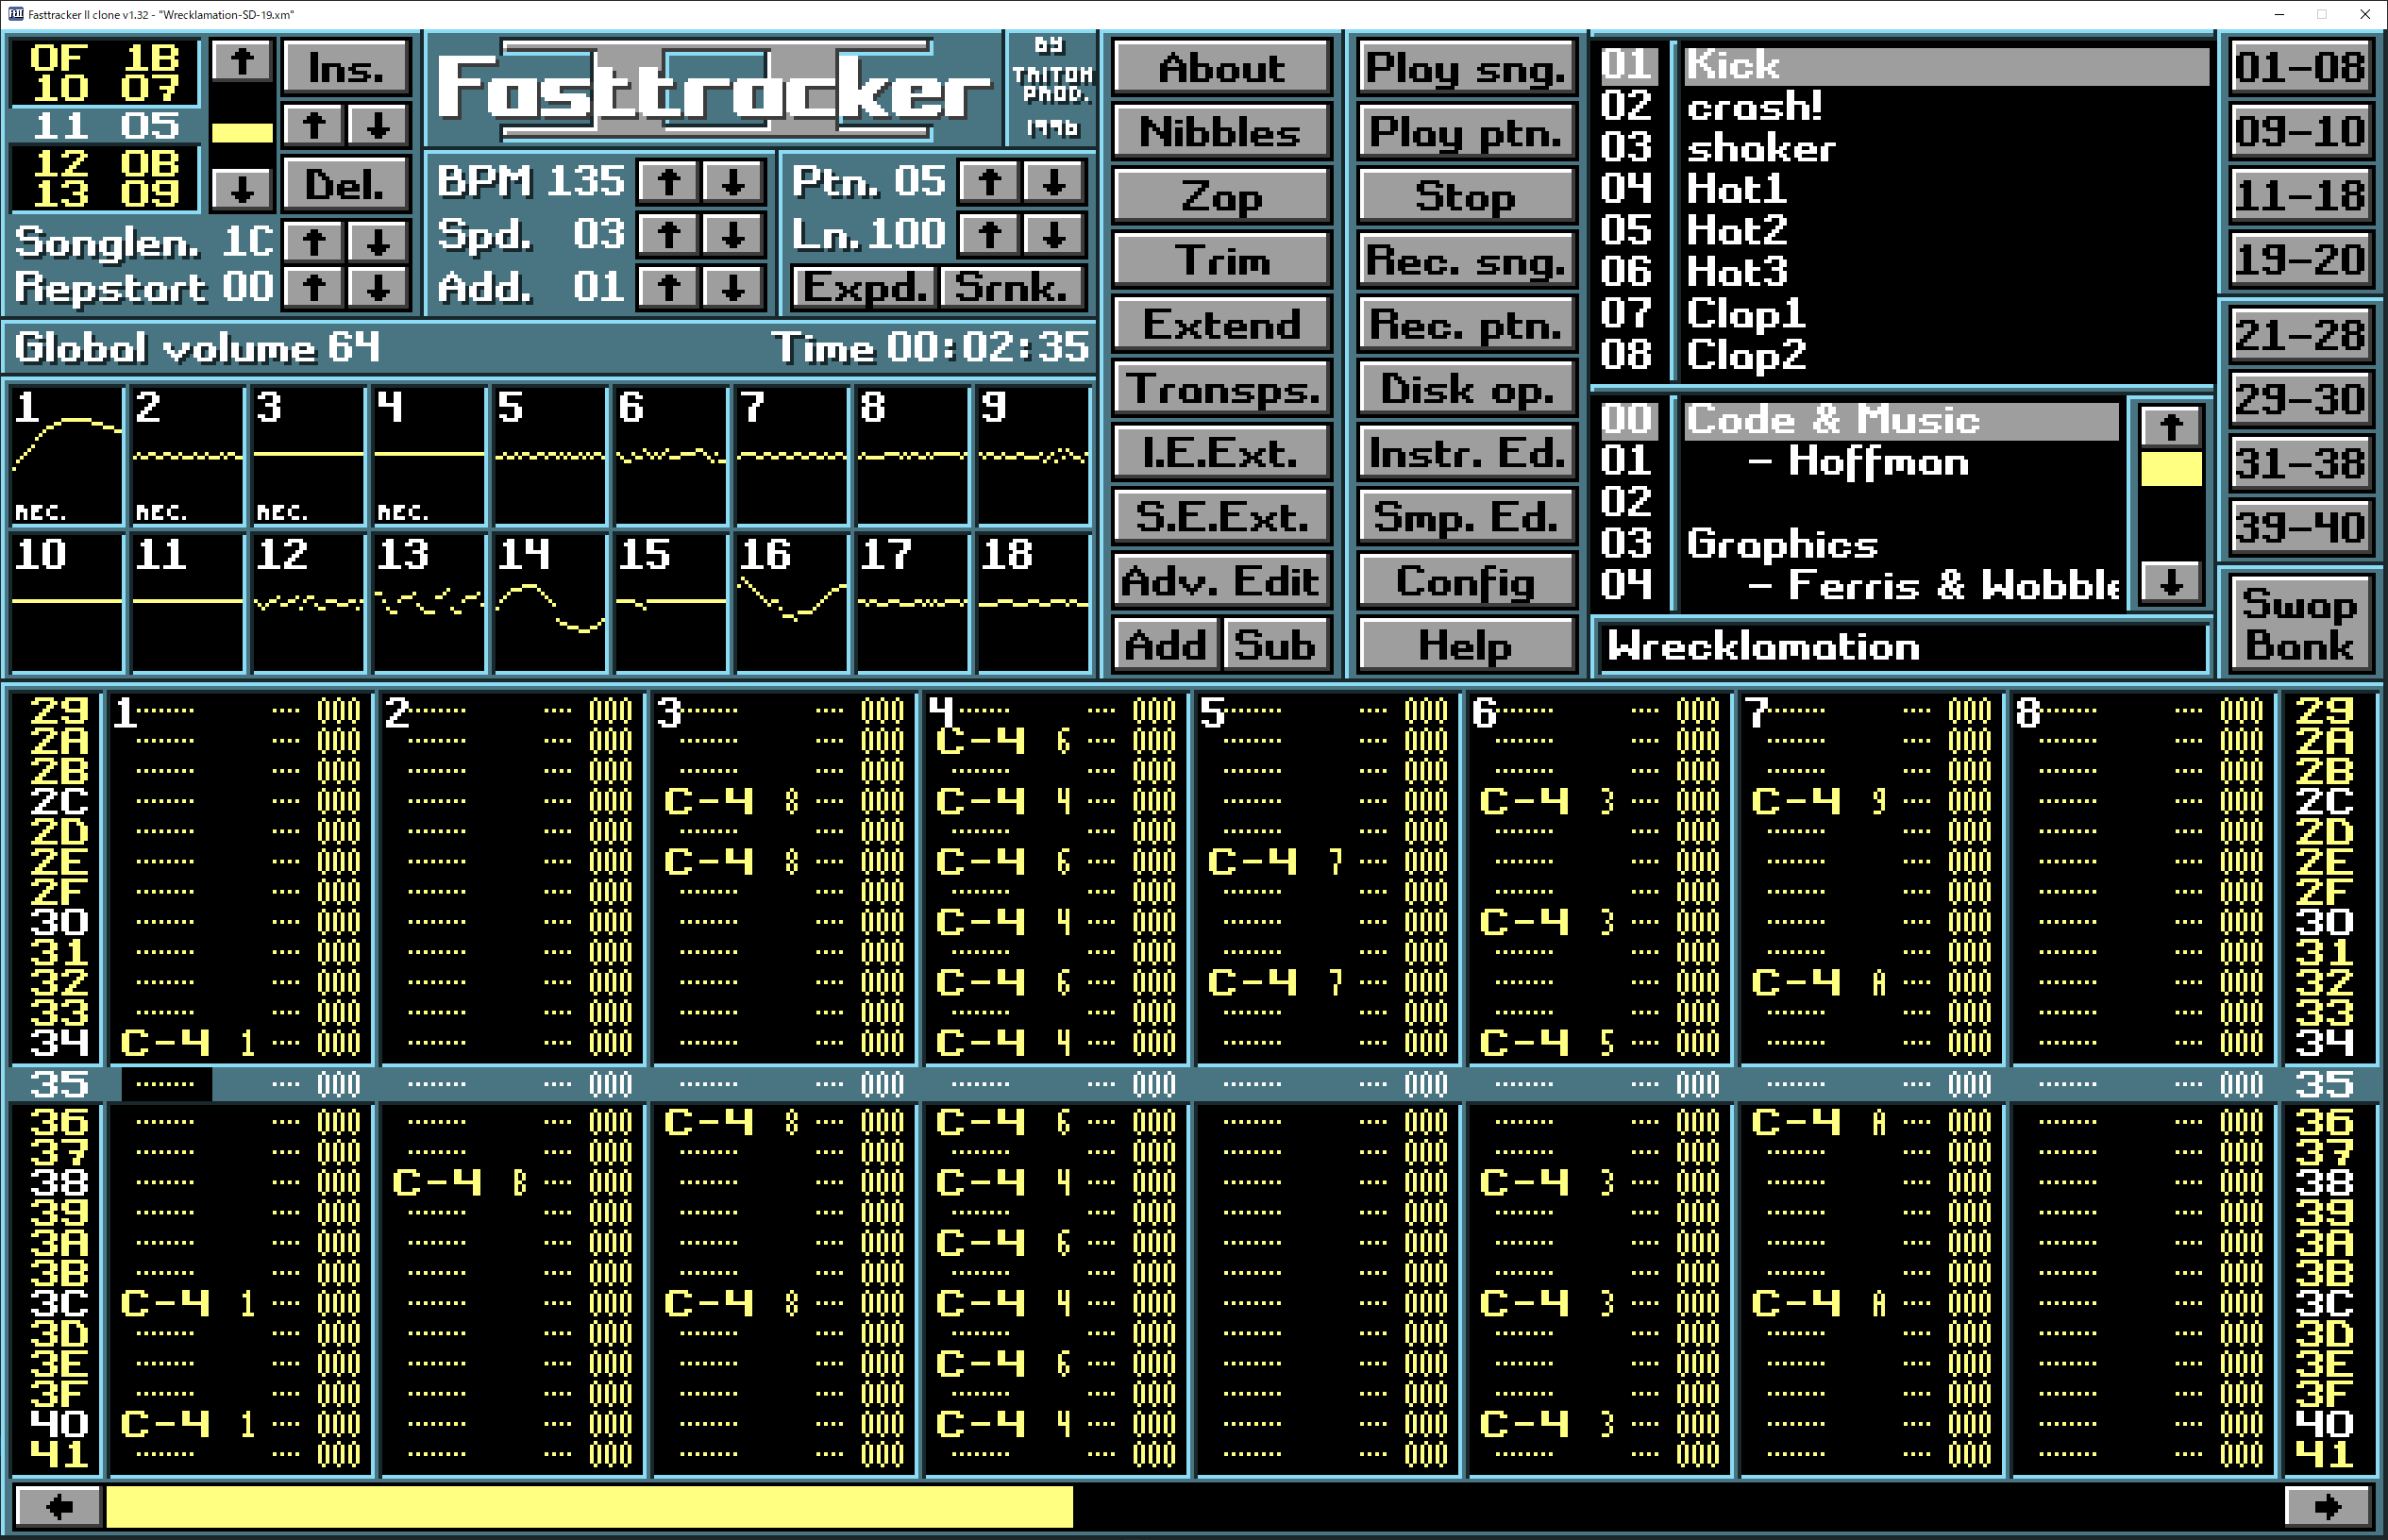 Fasttracker II clone v1.32 - "Wrecklamation-SD-19.xm"
0F 1B
10 07
11 05
12 0B
13 09
Ins.
Del.
Songlen. 1C
Repstart 00
Fasttracker
BY
TRITON
PROD.
1996
BPM 135
Spd. 03
Add. 01
Ptn. 05
Ln. 100
Expd. Srnk.
Global volume 64 Time 00:02:35
1 2 3 4 5 6 7 8 9
REC. REC. REC. REC.
10 11 12 13 14 15 16 17 18
About
Nibbles
Zap
Trim
Extend
Transps.
I.E.Ext.
S.E.Ext.
Adv. Edit
Add Sub
Play sng.
Play ptn.
Stop
Rec. sng.
Rec. ptn.
Disk op.
Instr. Ed.
Smp. Ed.
Config
Help
01 Kick
02 crash!
03 shaker
04 Hat1
05 Hat2
06 Hat3
07 Clap1
08 Clap2
00 Code & Music
01 - Hoffman
02
03 Graphics
04 - Ferris & Wobble
Wrecklamation
01-08
09-10
11-18
19-20
21-28
29-30
31-38
39-40
Swap
Bank
1 2 3 4 5 6 7 8
29 000 000 000 000 000 000 000 000 29
2A 000 000 000 C-4 6 000 000 000 000 000 2A
2B 000 000 000 000 000 000 000 000 2B
2C 000 000 C-4 8 000 C-4 4 000 000 C-4 3 000 C-4 9 000 000 2C
2D 000 000 000 000 000 000 000 000 2D
2E 000 000 C-4 8 000 C-4 6 000 C-4 7 000 000 000 000 2E
2F 000 000 000 000 000 000 000 000 2F
30 000 000 000 C-4 4 000 000 C-4 3 000 000 000 30
31 000 000 000 000 000 000 000 000 31
32 000 000 000 C-4 6 000 C-4 7 000 000 C-4 A 000 000 32
33 000 000 000 000 000 000 000 000 33
34 C-4 1 000 000 000 C-4 4 000 000 C-4 5 000 000 000 34
35 000 000 000 000 000 000 000 000 35
36 000 000 C-4 8 000 C-4 6 000 000 000 C-4 A 000 000 36
37 000 000 000 000 000 000 000 000 37
38 000 C-4 B 000 000 C-4 4 000 000 C-4 3 000 000 000 38
39 000 000 000 000 000 000 000 000 39
3A 000 000 000 C-4 6 000 000 000 000 000 3A
3B 000 000 000 000 000 000 000 000 3B
3C C-4 1 000 000 C-4 8 000 C-4 4 000 000 C-4 3 000 C-4 A 000 000 3C
3D 000 000 000 000 000 000 000 000 3D
3E 000 000 000 C-4 6 000 000 000 000 000 3E
3F 000 000 000 000 000 000 000 000 3F
40 C-4 1 000 000 000 C-4 4 000 000 C-4 3 000 000 000 40
41 000 000 000 000 000 000 000 000 41